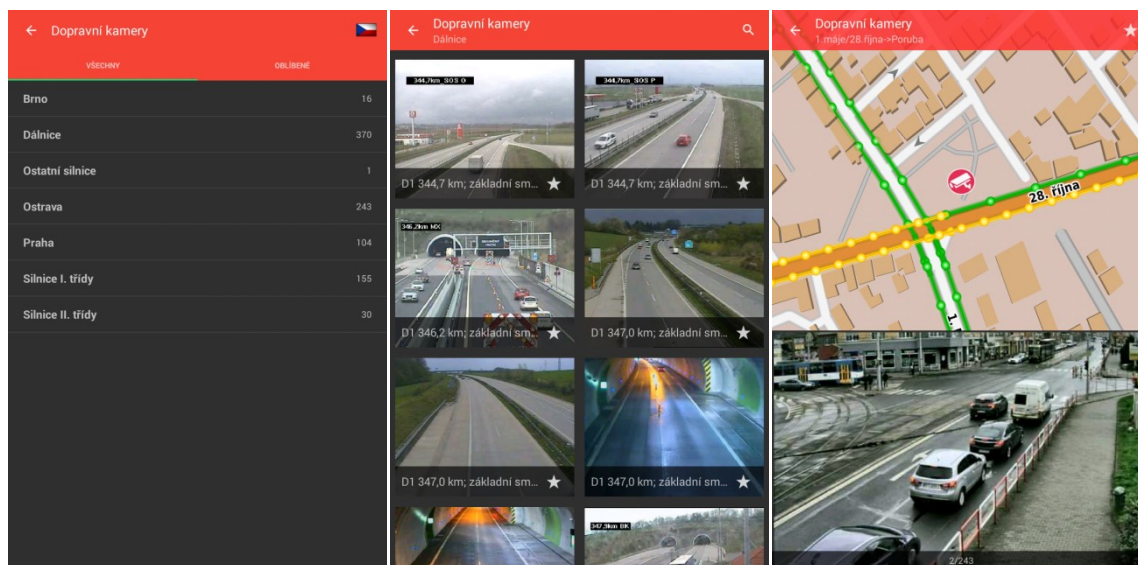 Dopravní kamery
VŠECHNY
OBLÍBENÉ
Brno 16
Dálnice 370
Ostatní silnice 1
Ostrava 243
Praha 104
Silnice I. třídy 155
Silnice II. třídy 30
Dopravní kamery
Dálnice
344,7km_SOS O
344,7km_SOS P
D1 344,7 km; základní sm...
D1 344,7 km; základní sm...
346,2km MX
D1 346,2 km; základní sm...
D1 347,0 km; základní sm...
D1 347,0 km; základní sm...
D1 347,0 km; základní sm...
347,9km BK
Dopravní kamery
1.máje/28.října->Poruba
28. října
1.
2/243